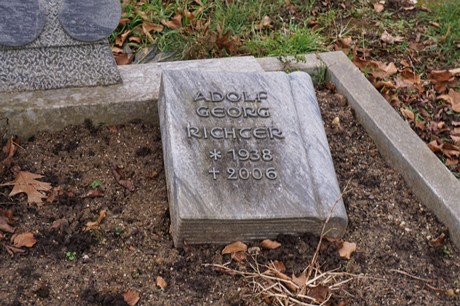 ADOLF
GEORG
RICHTER
* 1938
† 2006